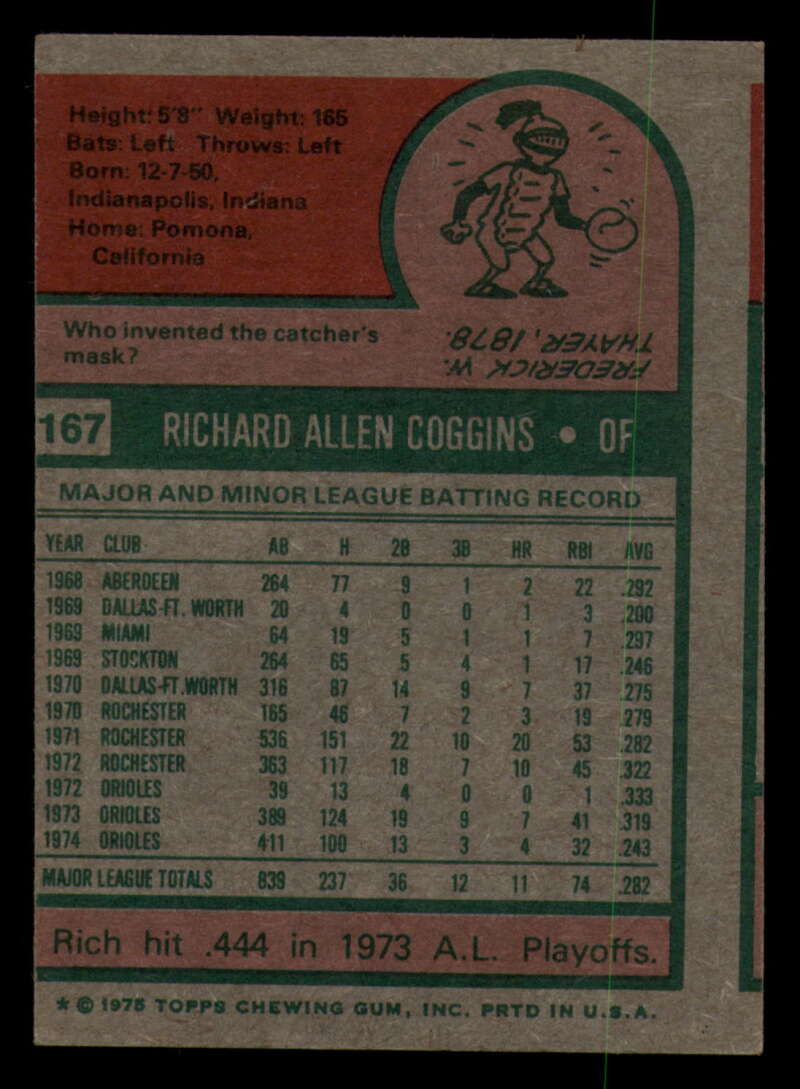 Height: 5'8" Weight: 165
Bats: Left Throws: Left
Born: 12-7-50,
Indianapolis, Indiana
Home: Pomona,
California
Who invented the catcher's
mask?
FREDERICK W.
THAYER, 1878.
167 RICHARD ALLEN COGGINS • OF
MAJOR AND MINOR LEAGUE BATTING RECORD
YEAR CLUB AB H 2B 3B HR RBI AVG
1968 ABERDEEN 264 77 9 1 2 22 .292
1969 DALLAS-FT. WORTH 20 4 0 0 1 3 .200
1969 MIAMI 64 19 5 1 1 7 .297
1969 STOCKTON 264 65 5 4 1 17 .246
1970 DALLAS-FT.WORTH 316 87 14 9 7 37 .275
1970 ROCHESTER 165 46 7 2 3 19 .279
1971 ROCHESTER 536 151 22 10 20 53 .282
1972 ROCHESTER 363 117 18 7 10 45 .322
1972 ORIOLES 39 13 4 0 0 1 .333
1973 ORIOLES 389 124 19 9 7 41 .319
1974 ORIOLES 411 100 13 3 4 32 .243
MAJOR LEAGUE TOTALS 839 237 36 12 11 74 .282
Rich hit .444 in 1973 A.L. Playoffs.
* © 1975 TOPPS CHEWING GUM, INC. PRTD IN U.S.A.